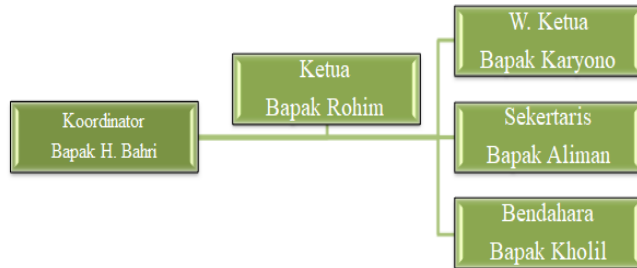 Koordinator
Bapak H. Bahri
Ketua
Bapak Rohim
W. Ketua
Bapak Karyono
Sekertaris
Bapak Aliman
Bendahara
Bapak Kholil